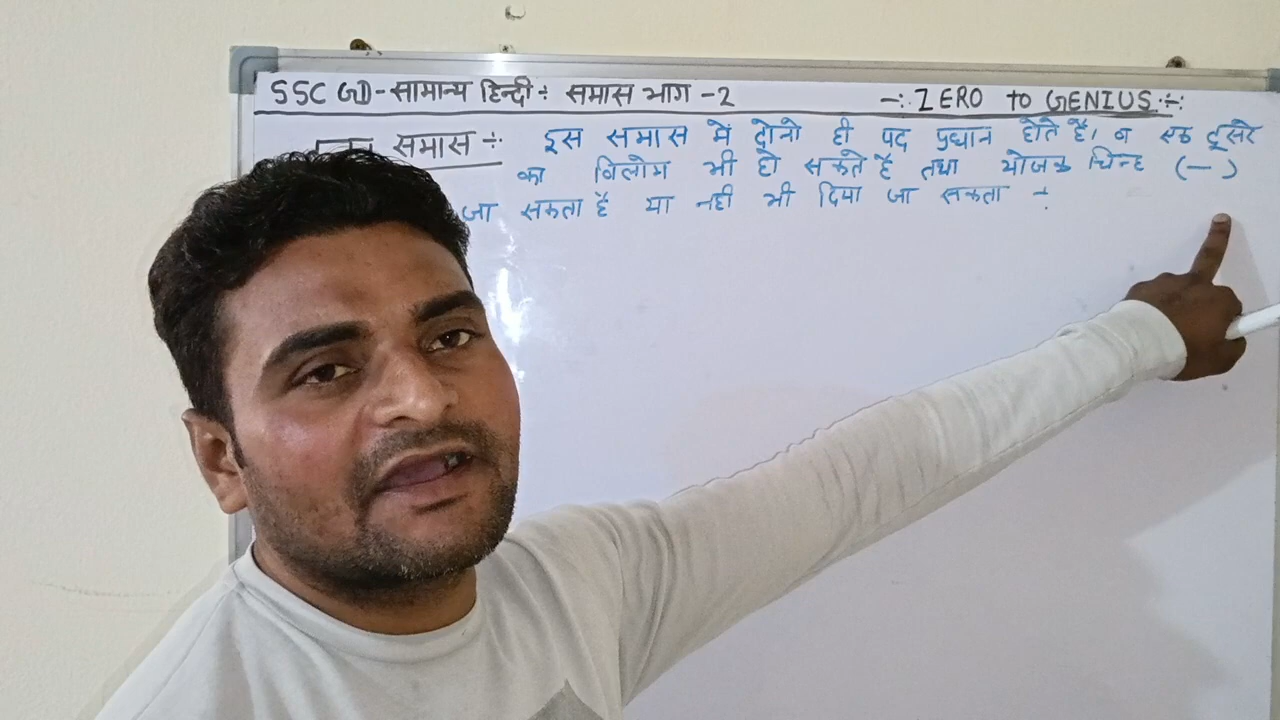 SSC GD-सामान्य हिन्दी÷ समास भाग -2 -: ZERO to GENIUS.÷
समास ÷ इस समास में दोनो ही पद प्रधान होते है। व एक दूसरे
का विलोम भी हो सकते है तथा योजक चिन्ह (—)
जा सकता है या नही भी दिया जा सकता ÷